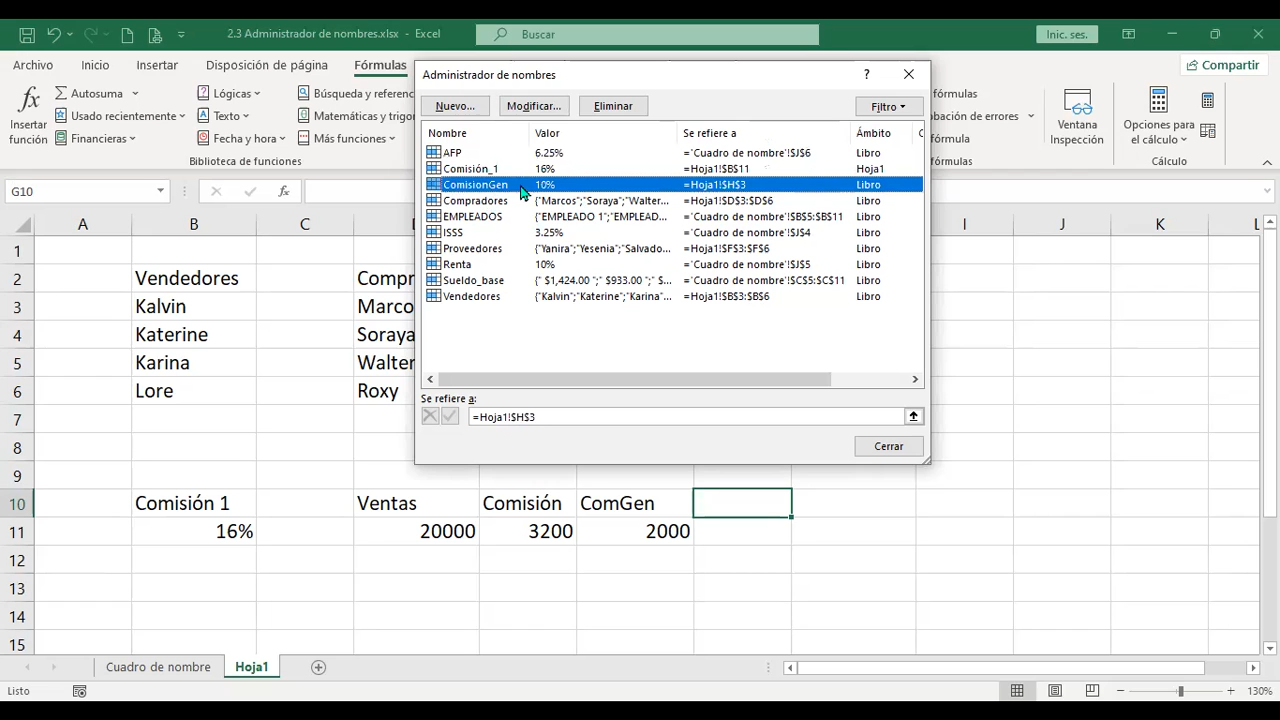 2.3 Administrador de nombres.xlsx - Excel
Buscar
Inic. ses.
Archivo
Inicio
Insertar
Disposición de página
Fórmulas
Compartir
fx
Insertar
función
Autosuma
Usado recientemente
Financieras
Lógicas
Texto
Fecha y hora
Búsqueda y referencia
Matemáticas y trigo
Más funciones
Biblioteca de funciones
fórmulas
probación de errores
Ventana
Inspección
Opciones para
el cálculo
Cálculo
Administrador de nombres
?
Nuevo...
Modificar...
Eliminar
Filtro
Nombre Valor Se refiere a Ámbito C
AFP 6.25% ='Cuadro de nombre'!$J$6 Libro
Comisión_1 16% =Hoja1!$B$11 Hoja1
ComisionGen 10% =Hoja1!$H$3 Libro
Compradores {"Marcos";"Soraya";"Walter... =Hoja1!$D$3:$D$6 Libro
EMPLEADOS {"EMPLEADO 1";"EMPLEAD... ='Cuadro de nombre'!$B$5:$B$11 Libro
ISSS 3.25% ='Cuadro de nombre'!$J$4 Libro
Proveedores {"Yanira";"Yesenia";"Salvado... =Hoja1!$F$3:$F$6 Libro
Renta 10% ='Cuadro de nombre'!$J$5 Libro
Sueldo_base {" $1,424.00 ";" $933.00 ";" $... ='Cuadro de nombre'!$C$5:$C$11 Libro
Vendedores {"Kalvin";"Katerine";"Karina"... =Hoja1!$B$3:$B$6 Libro
Se refiere a:
=Hoja1!$H$3
Cerrar
G10
fx
A B C E I J K L
1
2 Vendedores Compr
3 Kalvin Marco
4 Katerine Soraya
5 Karina Walter
6 Lore Roxy
7
8
9
10 Comisión 1 Ventas Comisión ComGen
11 16% 20000 3200 2000
12
13
14
15
Cuadro de nombre
Hoja1
Listo
130%